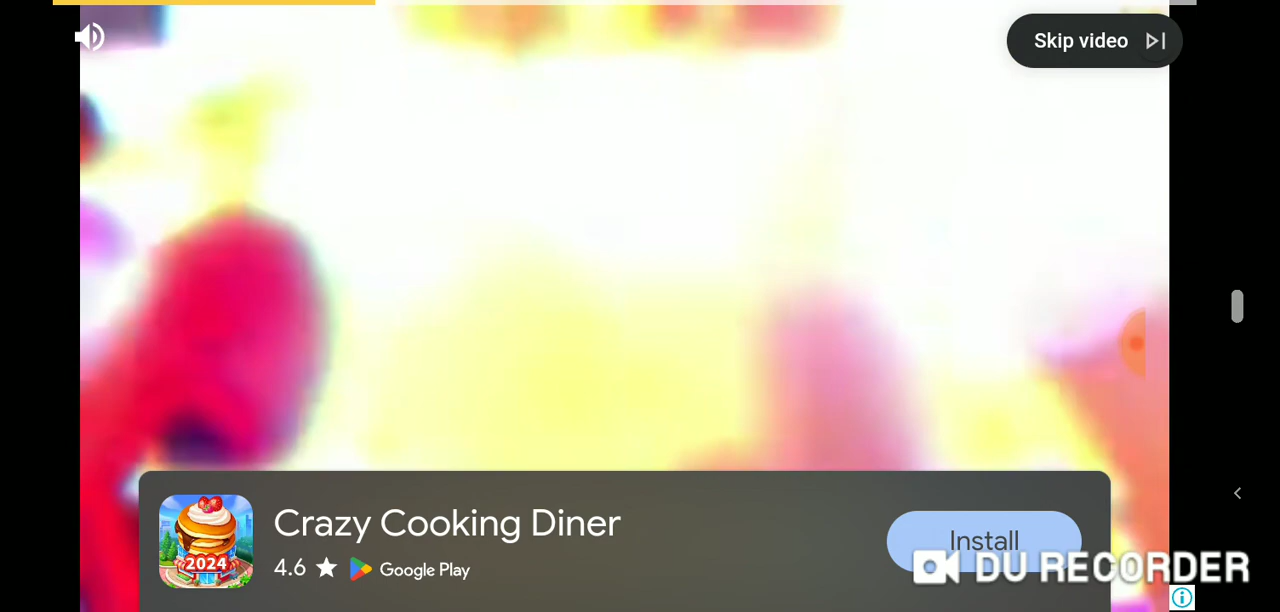 Skip video
Crazy Cooking Diner
2024
4.6
Google Play
Install
DU RECORDER